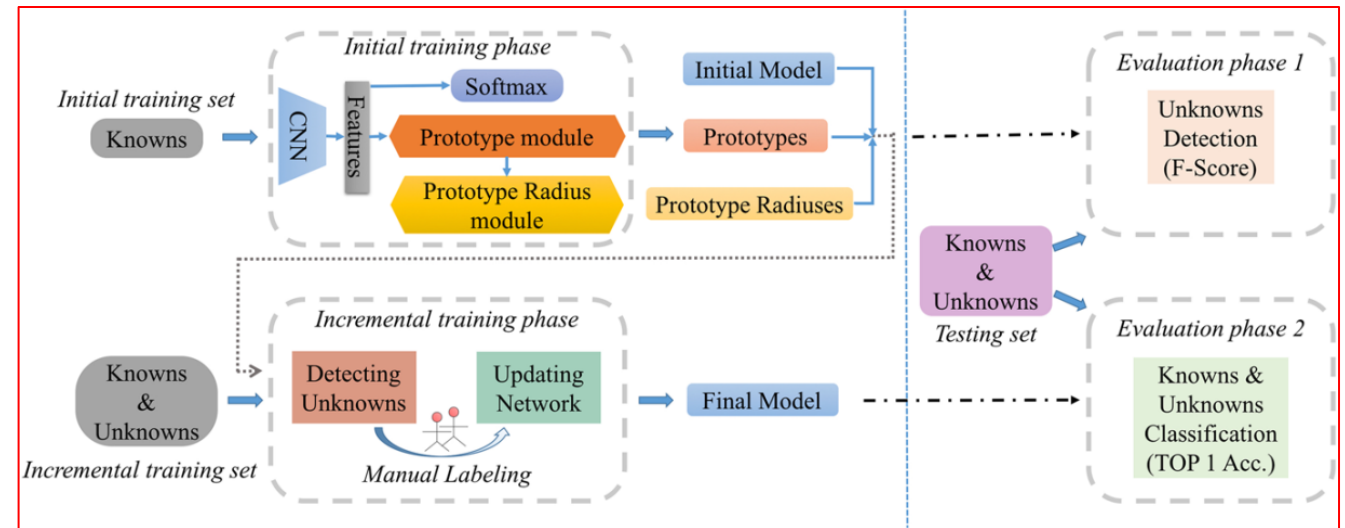 Initial training phase
Initial training set
Knowns
CNN
Features
Softmax
Prototype module
Prototype Radius
module
Initial Model
Prototypes
Prototype Radiuses
Evaluation phase 1
Unknowns
Detection
(F-Score)
Knowns
&
Unknowns
Testing set
Incremental training phase
Knowns
&
Unknowns
Incremental training set
Detecting
Unknowns
Updating
Network
Manual Labeling
Final Model
Evaluation phase 2
Knowns &
Unknowns
Classification
(TOP 1 Acc.)